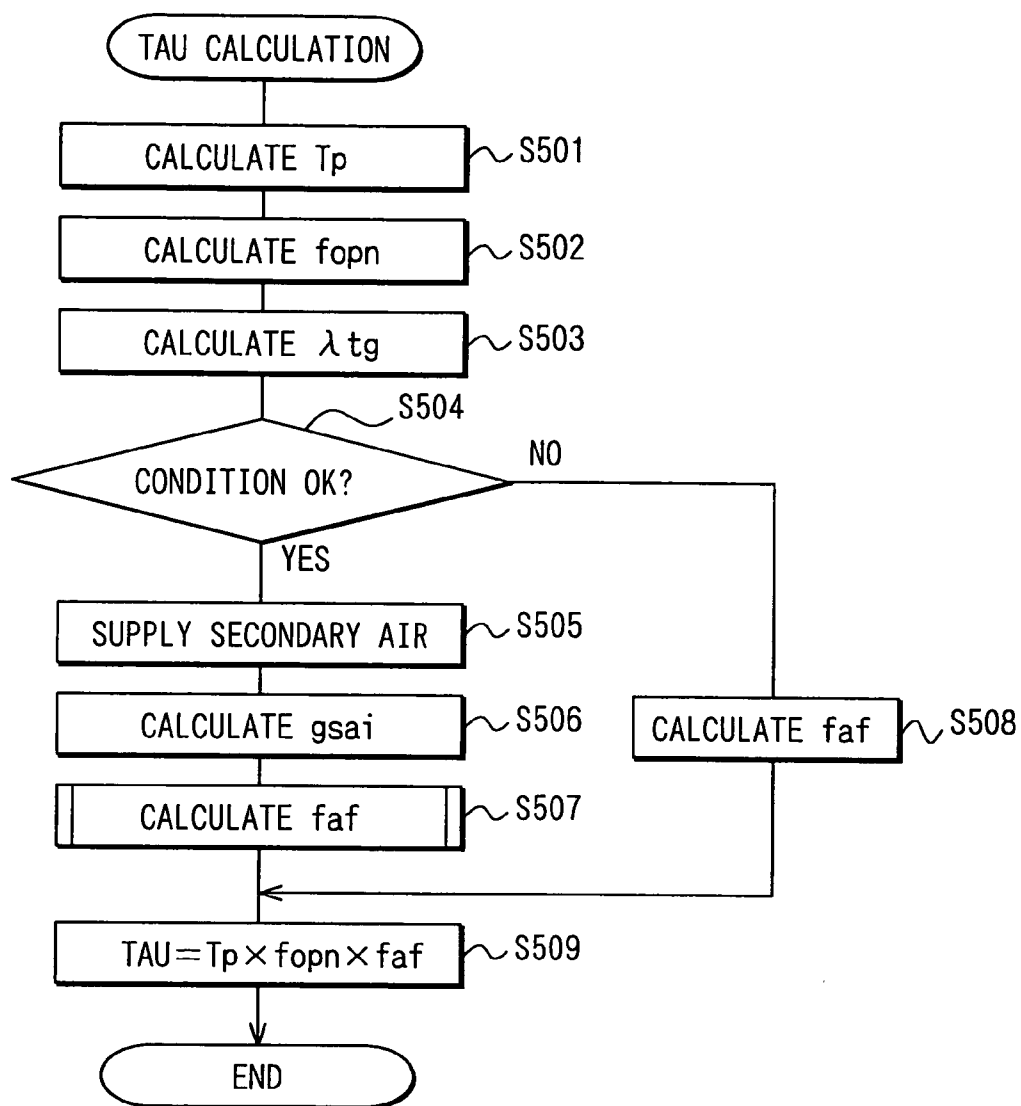 TAU CALCULATION
CALCULATE Tp
S501
CALCULATE fopn
S502
CALCULATE λtg
S503
S504
CONDITION OK?
NO
YES
SUPPLY SECONDARY AIR
S505
CALCULATE gsai
S506
CALCULATE faf
S508
CALCULATE faf
S507
TAU=Tp×fopn×faf
S509
END